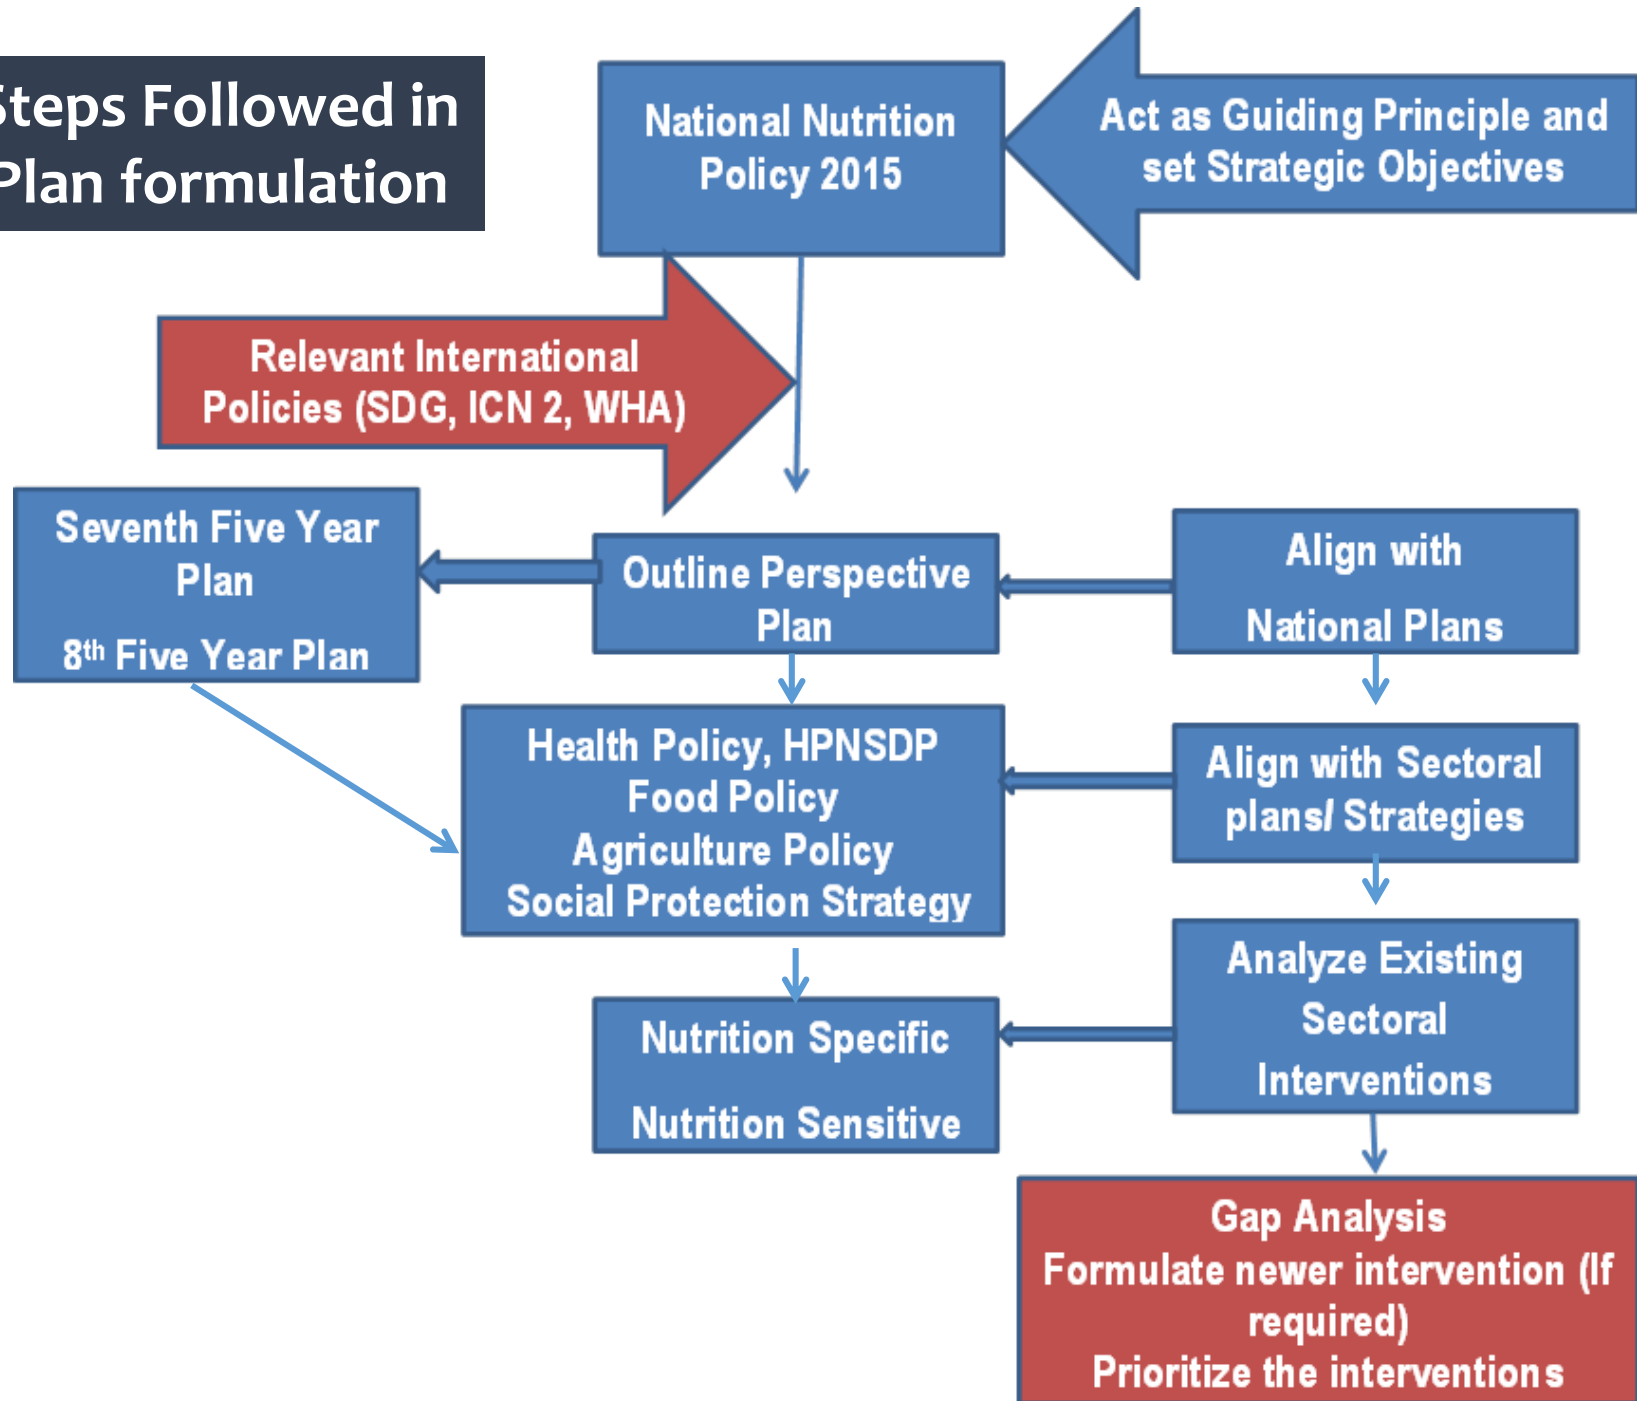 Steps Followed in
Plan formulation
National Nutrition
Policy 2015
Act as Guiding Principle and
set Strategic Objectives
Relevant International
Policies (SDG, ICN 2, WHA)
Seventh Five Year
Plan
8th Five Year Plan
Outline Perspective
Plan
Align with
National Plans
Health Policy, HPNSDP
Food Policy
Agriculture Policy
Social Protection Strategy
Align with Sectoral
plans/ Strategies
Nutrition Specific
Nutrition Sensitive
Analyze Existing
Sectoral
Interventions
Gap Analysis
Formulate newer intervention (If
required)
Prioritize the interventions